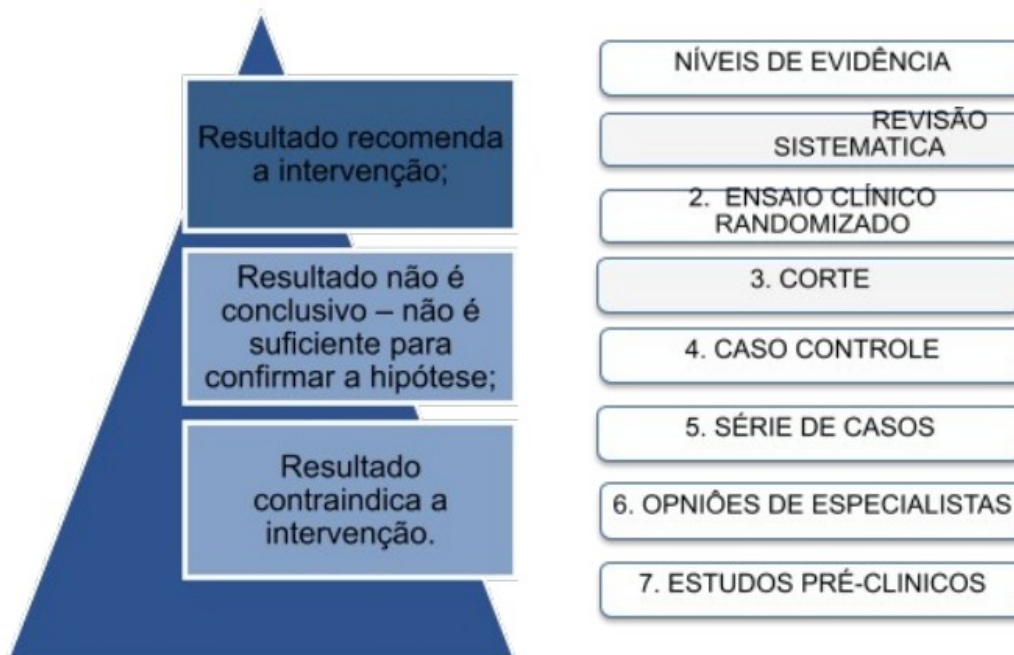 Resultado recomenda
a intervenção;
Resultado não é
conclusivo – não é
suficiente para
confirmar a hipótese;
Resultado
contraindica a
intervenção.
NÍVEIS DE EVIDÊNCIA
REVISÃO
SISTEMATICA
2. ENSAIO CLÍNICO
RANDOMIZADO
3. CORTE
4. CASO CONTROLE
5. SÉRIE DE CASOS
6. OPNIÔES DE ESPECIALISTAS
7. ESTUDOS PRÉ-CLINICOS